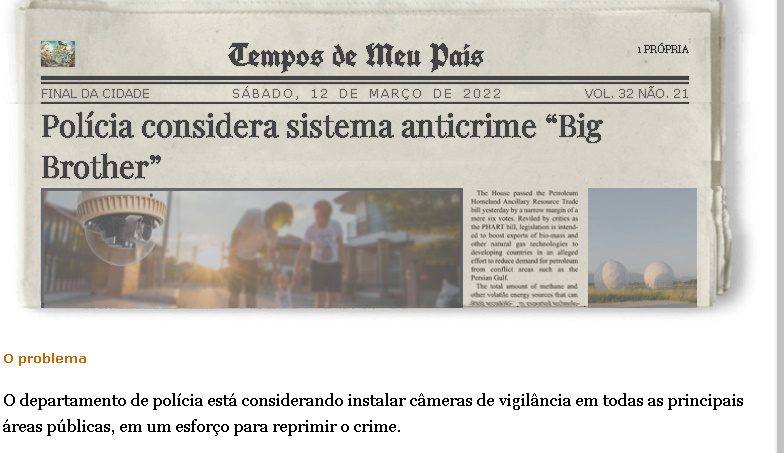 Tempos de Meu País
1 PRÓPRIA
FINAL DA CIDADE
SÁBADO, 12 DE MARÇO DE 2022
VOL. 32 NÃO. 21
Polícia considera sistema anticrime “Big
Brother”
The House passed the Petroleum
Homeland Ancillary Resource Trade
bill yesterday by a narrow margin of a
mere six votes. Reviled by critics as
the PHART bill, legislation is intend-
ed to boost exports of bio-mass and
other natural gas technologies to
developing countries in an alleged
effort to reduce demand for petroleum
from conflict areas such as the
Persian Gulf.
The total amount of methane and
other volatile energy sources that can
O problema
O departamento de polícia está considerando instalar câmeras de vigilância em todas as principais
áreas públicas, em um esforço para reprimir o crime.